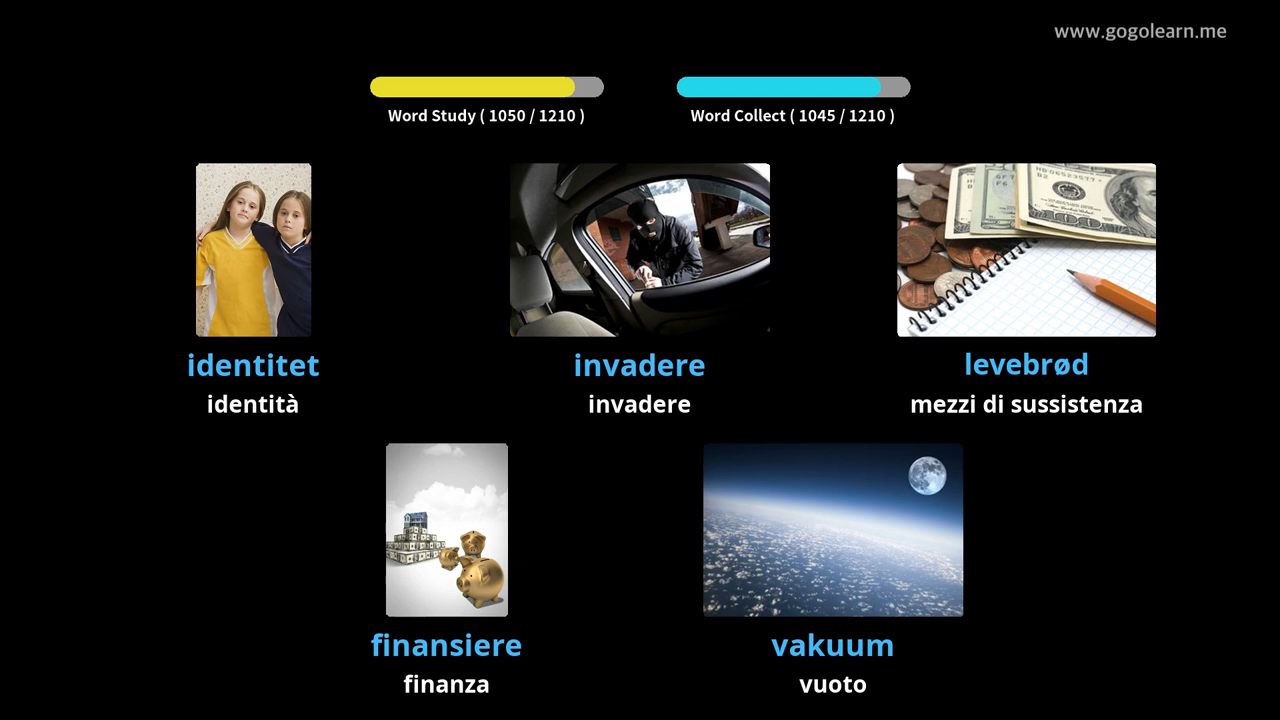 www.gogolearn.me
Word Study ( 1050 / 1210 )
Word Collect ( 1045 / 1210 )
identitet
identità
invadere
invadere
levebrød
mezzi di sussistenza
finansiere
finanza
vakuum
vuoto